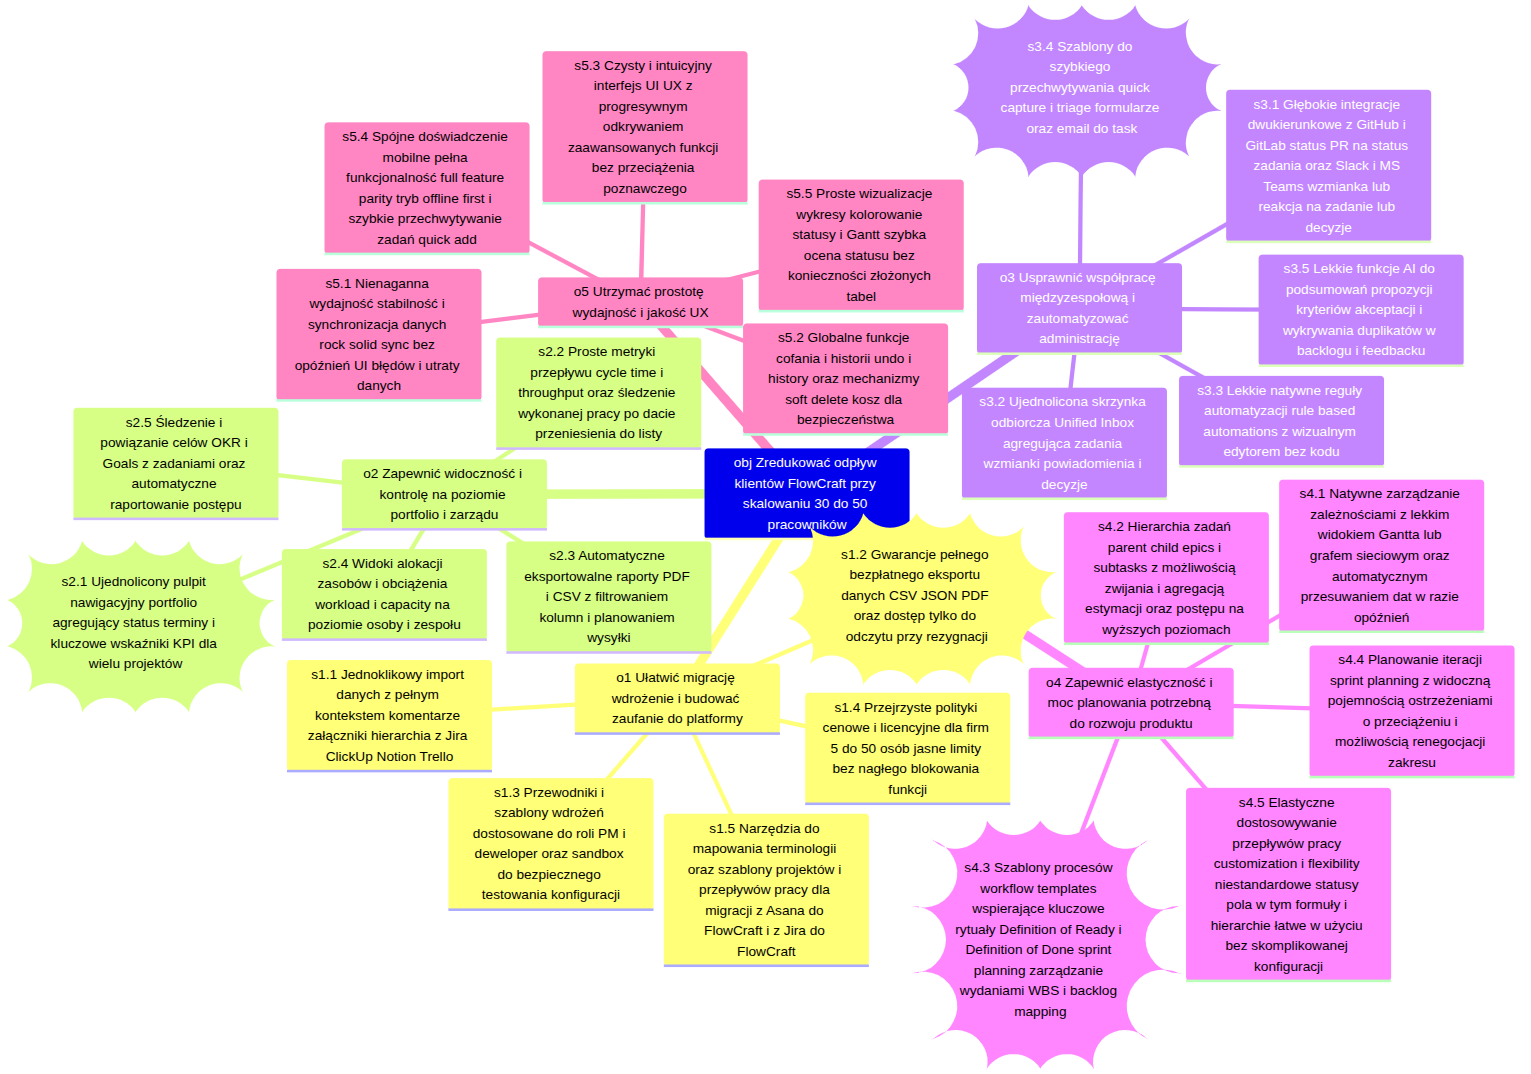 s3.4 Szablony do
szybkiego
przechwytywania quick
capture i triage formularze
oraz email do task
s5.3 Czysty i intuicyjny
interfejs UI UX z
progresywnym
odkrywaniem
zaawansowanych funkcji
bez przeciążenia
poznawczego
s3.1 Głębokie integracje
dwukierunkowe z GitHub i
GitLab status PR na status
zadania oraz Slack i MS
Teams wzmianka lub
reakcja na zadanie lub
decyzje
s5.4 Spójne doświadczenie
mobilne pełna
funkcjonalność full feature
parity tryb offline first i
szybkie przechwytywanie
zadań quick add
s5.5 Proste wizualizacje
wykresy kolorowanie
statusy i Gantt szybka
ocena statusu bez
konieczności złożonych
tabel
s5.1 Nienaganna
wydajność stabilność i
synchronizacja danych
rock solid sync bez
opóźnień UI błędów i utraty
danych
o5 Utrzymać prostotę
wydajność i jakość UX
o3 Usprawnić współpracę
międzyzespołową i
zautomatyzować
administrację
s3.5 Lekkie funkcje AI do
podsumowań propozycji
kryteriów akceptacji i
wykrywania duplikatów w
backlogu i feedbacku
s2.2 Proste metryki
przepływu cycle time i
throughput oraz śledzenie
wykonanej pracy po dacie
przeniesienia do listy
s5.2 Globalne funkcje
cofania i historii undo i
history oraz mechanizmy
soft delete kosz dla
bezpieczeństwa
s3.2 Ujednolicona skrzynka
odbiorcza Unified Inbox
agregująca zadania
wzmianki powiadomienia i
decyzje
s3.3 Lekkie natywne reguły
automatyzacji rule based
automations z wizualnym
edytorem bez kodu
s2.5 Śledzenie i
powiązanie celów OKR i
Goals z zadaniami oraz
automatyczne
raportowanie postępu
o2 Zapewnić widoczność i
kontrolę na poziomie
portfolio i zarządu
obj Zredukować odpływ
klientów FlowCraft przy
skalowaniu 30 do 50
pracowników
s4.1 Natywne zarządzanie
zależnościami z lekkim
widokiem Gantta lub
grafem sieciowym oraz
automatycznym
przesuwaniem dat w razie
opóźnień
s4.2 Hierarchia zadań
parent child epics i
subtasks z możliwością
zwijania i agregacją
estymacji oraz postępu na
wyższych poziomach
s2.1 Ujednolicony pulpit
nawigacyjny portfolio
agregujący status terminy i
kluczowe wskaźniki KPI dla
wielu projektów
s2.4 Widoki alokacji
zasobów i obciążenia
workload i capacity na
poziomie osoby i zespołu
s2.3 Automatyczne
eksportowalne raporty PDF
i CSV z filtrowaniem
kolumn i planowaniem
wysyłki
s1.2 Gwarancje pełnego
bezpłatnego eksportu
danych CSV JSON PDF
oraz dostęp tylko do
odczytu przy rezygnacji
s1.1 Jednoklikowy import
danych z pełnym
kontekstem komentarze
załączniki hierarchia z Jira
ClickUp Notion Trello
o1 Ułatwić migrację
wdrożenie i budować
zaufanie do platformy
s1.4 Przejrzyste polityki
cenowe i licencyjne dla firm
5 do 50 osób jasne limity
bez nagłego blokowania
funkcji
o4 Zapewnić elastyczność i
moc planowania potrzebną
do rozwoju produktu
s4.4 Planowanie iteracji
sprint planning z widoczną
pojemnością ostrzeżeniami
o przeciążeniu i
możliwością renegocjacji
zakresu
s1.3 Przewodniki i
szablony wdrożeń
dostosowane do roli PM i
deweloper oraz sandbox
do bezpiecznego
testowania konfiguracji
s1.5 Narzędzia do
mapowania terminologii
oraz szablony projektów i
przepływów pracy dla
migracji z Asana do
FlowCraft i z Jira do
FlowCraft
s4.3 Szablony procesów
workflow templates
wspierające kluczowe
rytuały Definition of Ready i
Definition of Done sprint
planning zarządzanie
wydaniami WBS i backlog
mapping
s4.5 Elastyczne
dostosowywanie
przepływów pracy
customization i flexibility
niestandardowe statusy
pola w tym formuły i
hierarchie łatwe w użyciu
bez skomplikowanej
konfiguracji